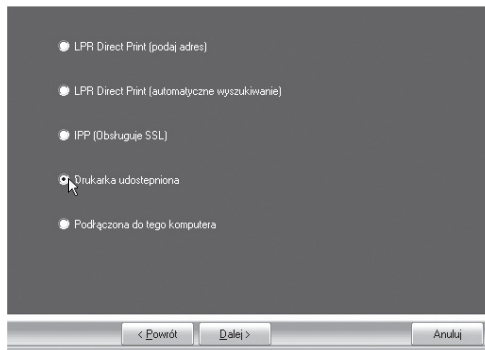 LPR Direct Print (podaj adres)
LPR Direct Print (automatyczne wyszukiwanie)
IPP (Obsługuje SSL)
Drukarka udostepniona
Podłączona do tego komputera
< Powrót Dalej > Anuluj